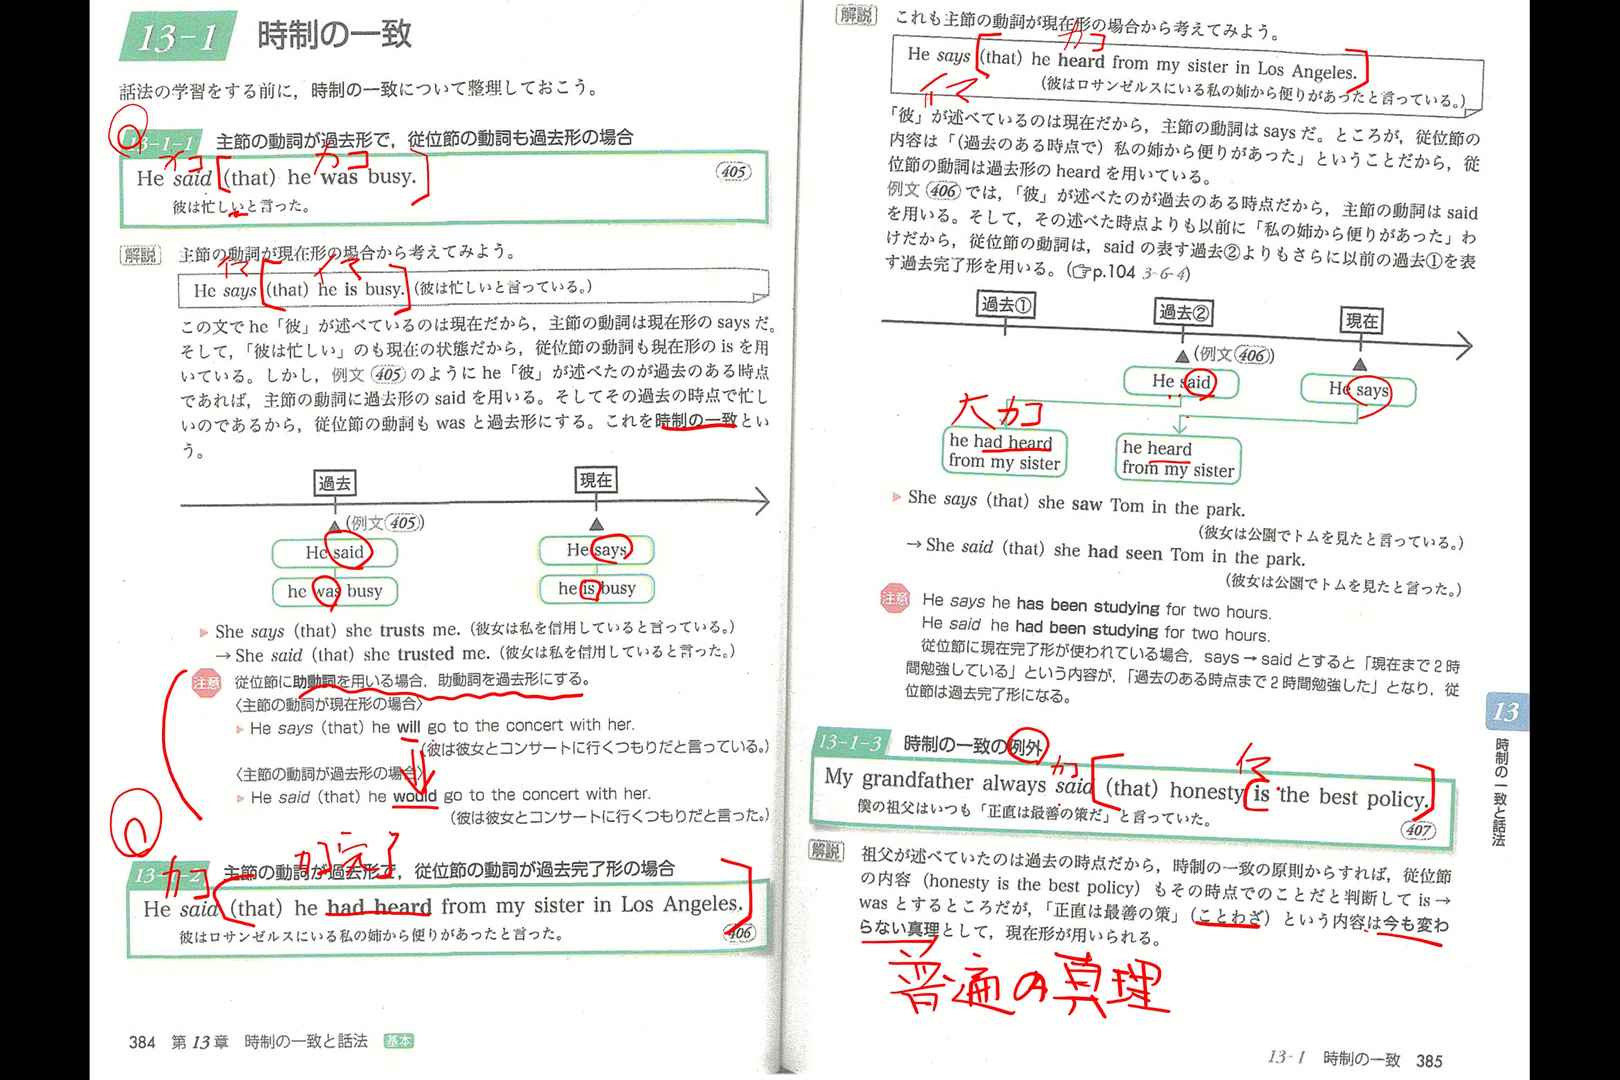 13-1 時制の一致
話法の学習をする前に，時制の一致について整理しておこう。
13-1-1 主節の動詞が過去形で，従位節の動詞も過去形の場合
カコ カコ
He said (that) he was busy. 405
彼は忙しいと言った。
解説 主節の動詞が現在形の場合から考えてみよう。
イマ イマ
He says (that) he is busy. (彼は忙しいと言っている。)
この文で he「彼」が述べているのは現在だから，主節の動詞は現在形の says だ。
そして，「彼は忙しい」のも現在の状態だから，従位節の動詞も現在形の is を用
いている。しかし，例文 405 のように he「彼」が述べたのが過去のある時点
であれば，主節の動詞に過去形の said を用いる。そしてその過去の時点で忙し
いのであるから，従位節の動詞も was と過去形にする。これを時制の一致とい
う。
過去 現在
(例文 405)
He said He says
he was busy he is busy
She says (that) she trusts me. (彼女は私を信用していると言っている。)
→ She said (that) she trusted me. (彼女は私を信用していると言った。)
注意 従位節に助動詞を用いる場合，助動詞を過去形にする。
〈主節の動詞が現在形の場合〉
He says (that) he will go to the concert with her.
(彼は彼女とコンサートに行くつもりだと言っている。)
〈主節の動詞が過去形の場合〉
He said (that) he would go to the concert with her.
(彼は彼女とコンサートに行くつもりだと言った。)
カコ カコ完了
13-1-2 主節の動詞が過去形で，従位節の動詞が過去完了形の場合
He said (that) he had heard from my sister in Los Angeles.
彼はロサンゼルスにいる私の姉から便りがあったと言った。 406
384 第13章 時制の一致と話法 基本
解説 これも主節の動詞が現在形の場合から考えてみよう。
カコ
He says (that) he heard from my sister in Los Angeles.
イマ
(彼はロサンゼルスにいる私の姉から便りがあったと言っている。)
「彼」が述べているのは現在だから，主節の動詞は says だ。ところが，従位節の
内容は「(過去のある時点で) 私の姉から便りがあった」ということだから，従
位節の動詞は過去形の heard を用いている。
例文 406 では，「彼」が述べたのが過去のある時点だから，主節の動詞は said
を用いる。そして，その述べた時点よりも以前に「私の姉から便りがあった」わ
けだから，従位節の動詞は，said の表す過去②よりもさらに以前の過去①を表
す過去完了形を用いる。(☞p.104 3-6-4)
過去① 過去② 現在
(例文 406)
He said He says
大カコ
he had heard he heard
from my sister from my sister
She says (that) she saw Tom in the park.
(彼女は公園でトムを見たと言っている。)
→ She said (that) she had seen Tom in the park.
(彼女は公園でトムを見たと言った。)
注意 He says he has been studying for two hours.
He said he had been studying for two hours.
従位節に現在完了形が使われている場合，says → said とすると「現在まで２時
間勉強している」という内容が，「過去のある時点まで２時間勉強した」となり，従
位節は過去完了形になる。
13-1-3 時制の一致の例外
カコ イマ
My grandfather always said (that) honesty is the best policy.
僕の祖父はいつも「正直は最善の策だ」と言っていた。 407
解説 祖父が述べていたのは過去の時点だから，時制の一致の原則からすれば，従位節
の内容（honesty is the best policy）もその時点でのことだと判断して is →
was とするところだが，「正直は最善の策」（ことわざ）という内容は今も変わ
らない真理として，現在形が用いられる。
普遍の真理
13
時制の一致と話法
13-1 時制の一致 385